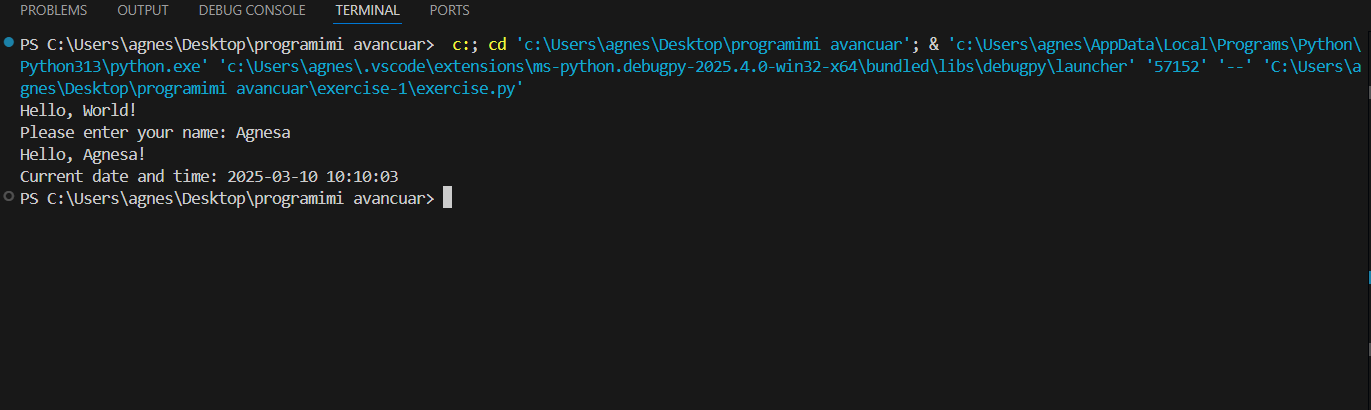 PROBLEMS OUTPUT DEBUG CONSOLE TERMINAL PORTS
PS C:\Users\agnes\Desktop\programimi avancuar>  c:; cd 'c:\Users\agnes\Desktop\programimi avancuar'; & 'c:\Users\agnes\AppData\Local\Programs\Python\
Python313\python.exe' 'c:\Users\agnes\.vscode\extensions\ms-python.debugpy-2025.4.0-win32-x64\bundled\libs\debugpy\launcher' '57152' '--' 'C:\Users\a
gnes\Desktop\programimi avancuar\exercise-1\exercise.py'
Hello, World!
Please enter your name: Agnesa
Hello, Agnesa!
Current date and time: 2025-03-10 10:10:03
PS C:\Users\agnes\Desktop\programimi avancuar>